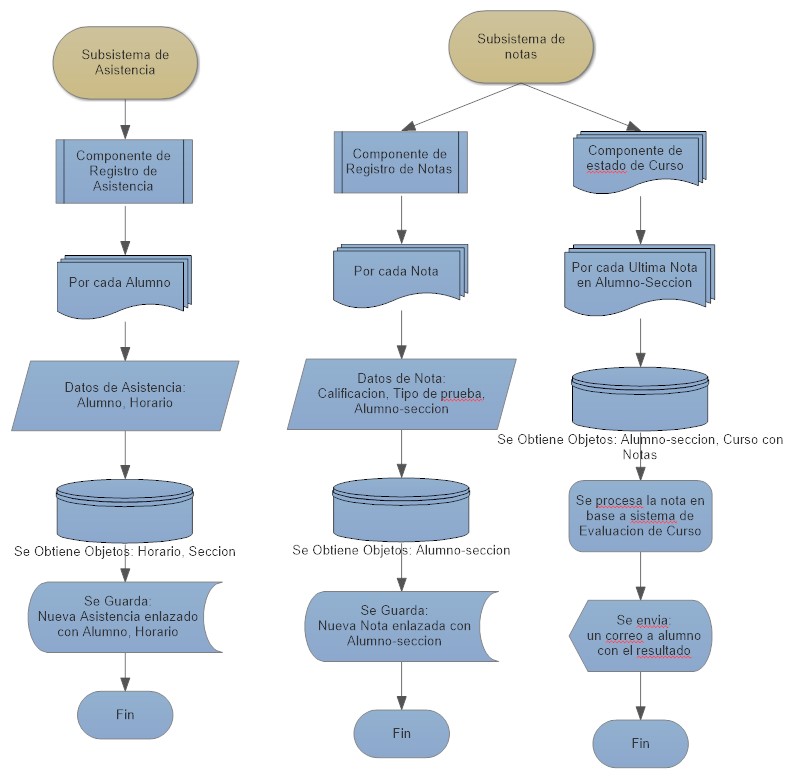 Subsistema de
Asistencia
Componente de
Registro de
Asistencia
Por cada Alumno
Datos de Asistencia:
Alumno, Horario
Se Obtiene Objetos: Horario, Seccion
Se Guarda:
Nueva Asistencia enlazado
con Alumno, Horario
Fin
Subsistema de
notas
Componente de
Registro de Notas
Por cada Nota
Datos de Nota:
Calificacion, Tipo de prueba,
Alumno-seccion
Se Obtiene Objetos: Alumno-seccion
Se Guarda:
Nueva Nota enlazada con
Alumno-seccion
Fin
Componente de
estado de Curso
Por cada Ultima Nota
en Alumno-Seccion
Se Obtiene Objetos: Alumno-seccion, Curso con
Notas
Se procesa la nota en
base a sistema de
Evaluacion de Curso
Se envia:
un correo a alumno
con el resultado
Fin